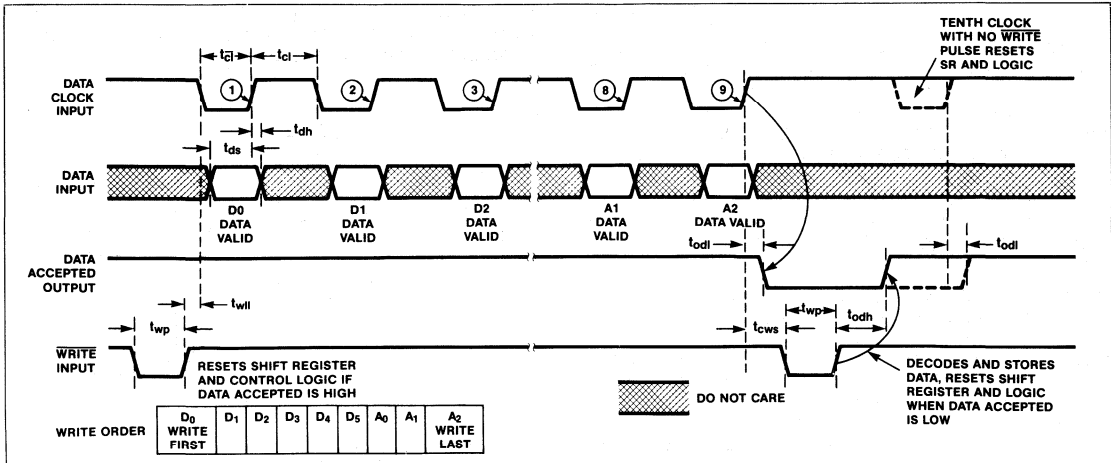 TENTH CLOCK
WITH NO WRITE
PULSE RESETS
SR AND LOGIC
tcl
tcl
DATA
CLOCK
INPUT
1
2
3
8
9
tdh
tds
DATA
INPUT
D0
DATA
VALID
D1
DATA
VALID
D2
DATA
VALID
A1
DATA
VALID
A2
DATA VALID
todl
todl
DATA
ACCEPTED
OUTPUT
twll
twp
twp
todh
tcws
WRITE
INPUT
RESETS SHIFT REGISTER
AND CONTROL LOGIC IF
DATA ACCEPTED IS HIGH
DO NOT CARE
DECODES AND STORES
DATA, RESETS SHIFT
REGISTER AND LOGIC
WHEN DATA ACCEPTED
IS LOW
WRITE ORDER
D0
WRITE
FIRST
D1
D2
D3
D4
D5
A0
A1
A2
WRITE
LAST